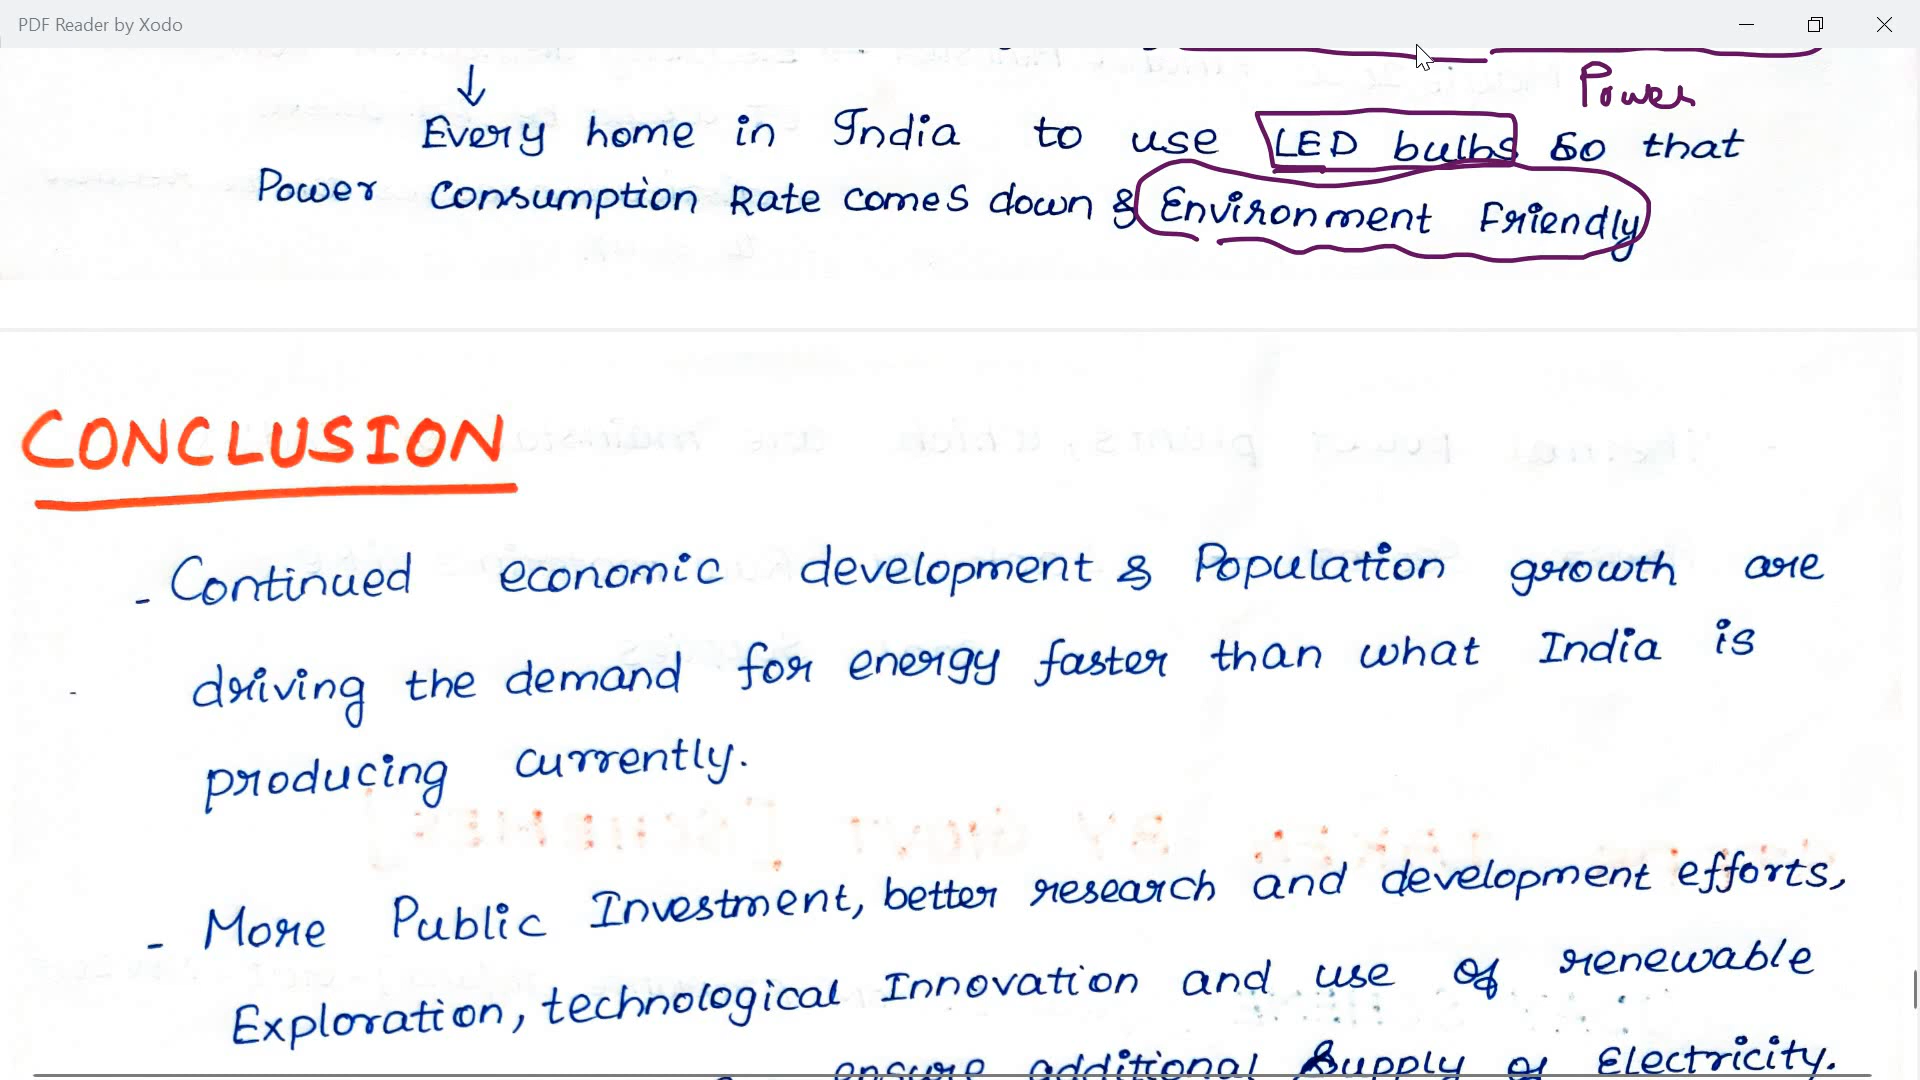 PDF Reader by Xodo
Power
Every home in India to use LED bulbs so that
Power Consumption Rate comes down & Environment Friendly
CONCLUSION
- Continued economic development & Population growth are
driving the demand for energy faster than what India is
producing currently.
- More Public Investment, better research and development efforts,
Exploration, technological Innovation and use of renewable
ensure additional Supply of Electricity.